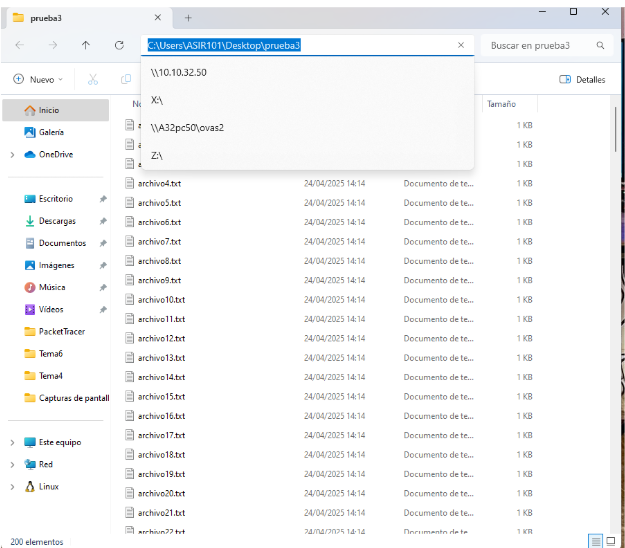 prueba3
C:\Users\ASIR101\Desktop\prueba3
Buscar en prueba3
Nuevo
Detalles
\\10.10.32.50
X:\
\\A32pc50\ovas2
Z:\
Inicio
Galería
OneDrive
Escritorio
Descargas
Documentos
Imágenes
Música
Vídeos
PacketTracer
Tema6
Tema4
Capturas de pantall
Este equipo
Red
Linux
Tamaño
1 KB
1 KB
1 KB
archivo4.txt 24/04/2025 14:14 Documento de te... 1 KB
archivo5.txt 24/04/2025 14:14 Documento de te... 1 KB
archivo6.txt 24/04/2025 14:14 Documento de te... 1 KB
archivo7.txt 24/04/2025 14:14 Documento de te... 1 KB
archivo8.txt 24/04/2025 14:14 Documento de te... 1 KB
archivo9.txt 24/04/2025 14:14 Documento de te... 1 KB
archivo10.txt 24/04/2025 14:14 Documento de te... 1 KB
archivo11.txt 24/04/2025 14:14 Documento de te... 1 KB
archivo12.txt 24/04/2025 14:14 Documento de te... 1 KB
archivo13.txt 24/04/2025 14:14 Documento de te... 1 KB
archivo14.txt 24/04/2025 14:14 Documento de te... 1 KB
archivo15.txt 24/04/2025 14:14 Documento de te... 1 KB
archivo16.txt 24/04/2025 14:14 Documento de te... 1 KB
archivo17.txt 24/04/2025 14:14 Documento de te... 1 KB
archivo18.txt 24/04/2025 14:14 Documento de te... 1 KB
archivo19.txt 24/04/2025 14:14 Documento de te... 1 KB
archivo20.txt 24/04/2025 14:14 Documento de te... 1 KB
archivo21.txt 24/04/2025 14:14 Documento de te... 1 KB
archivo22.txt 24/04/2025 14:14 Documento de te... 1 KB
200 elementos